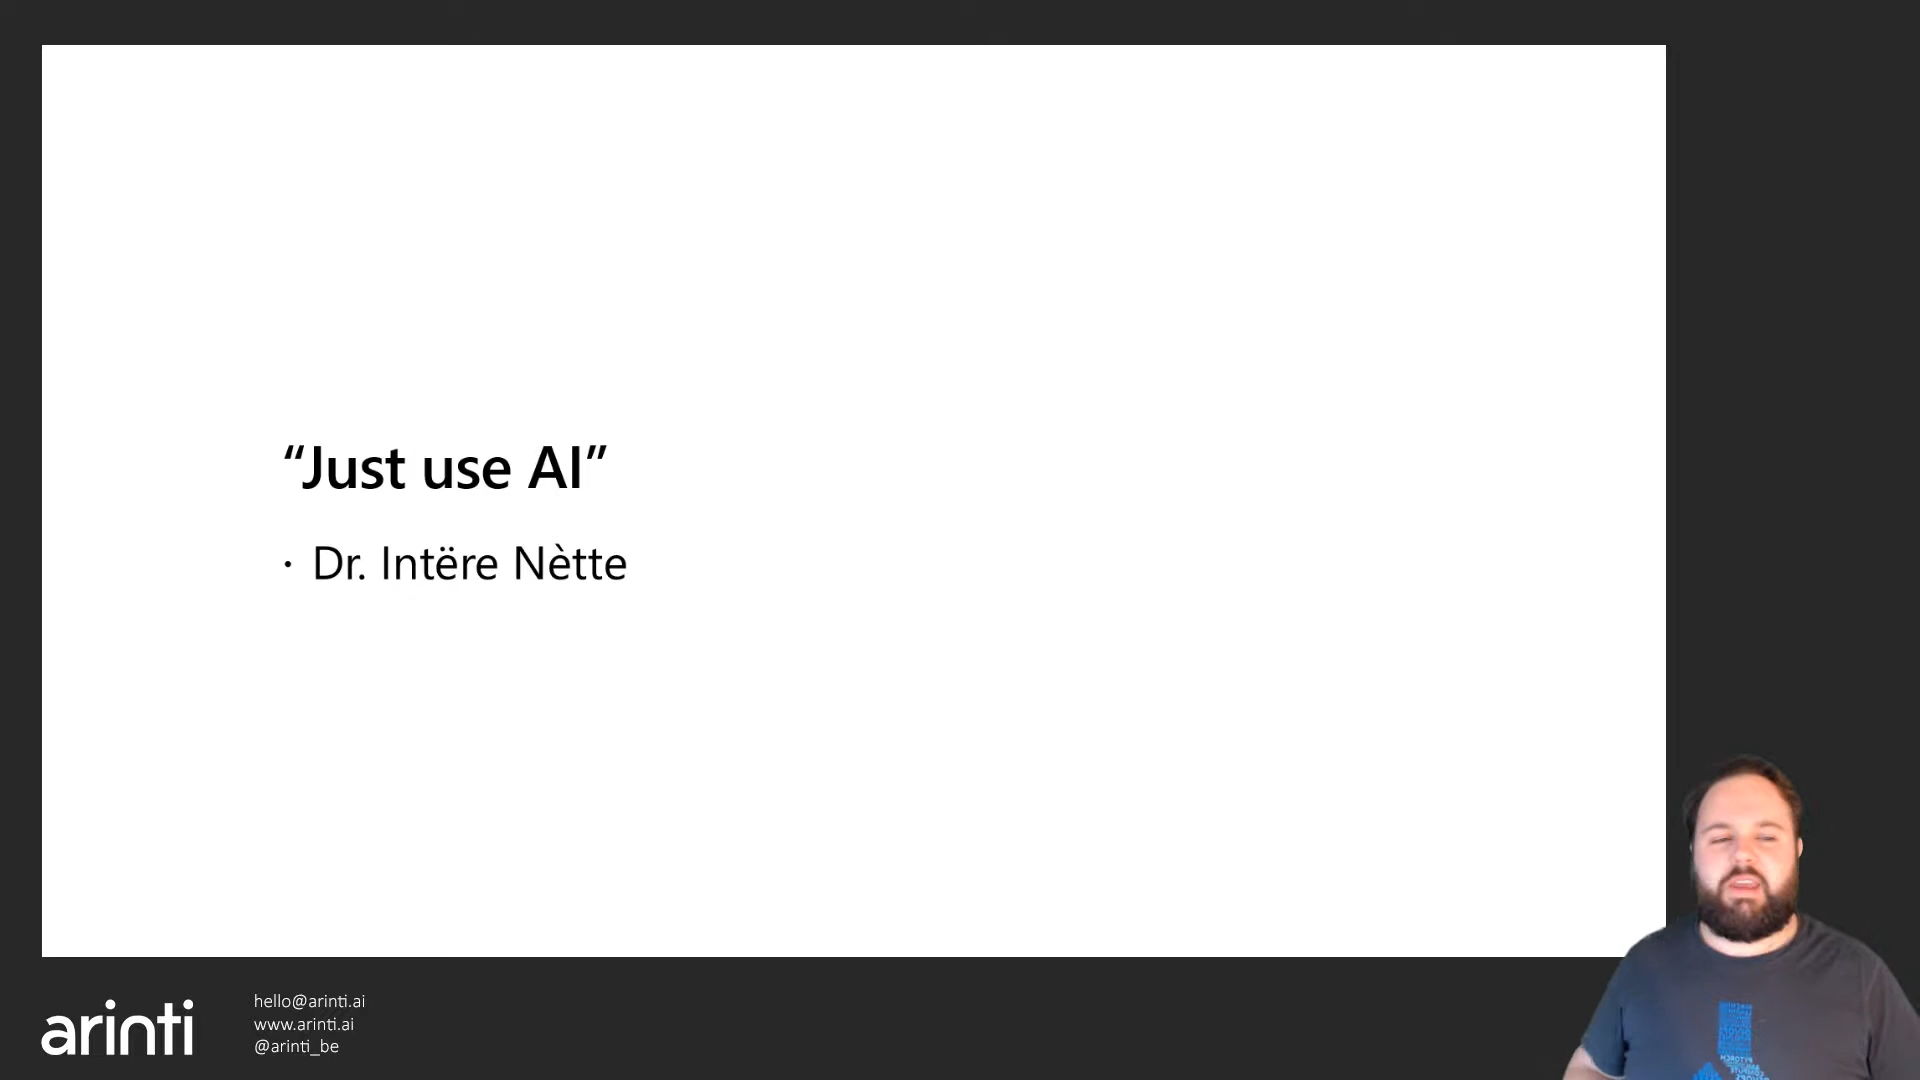 “Just use AI”
· Dr. Intëre Nètte
arinti
hello@arinti.ai
www.arinti.ai
@arinti_be